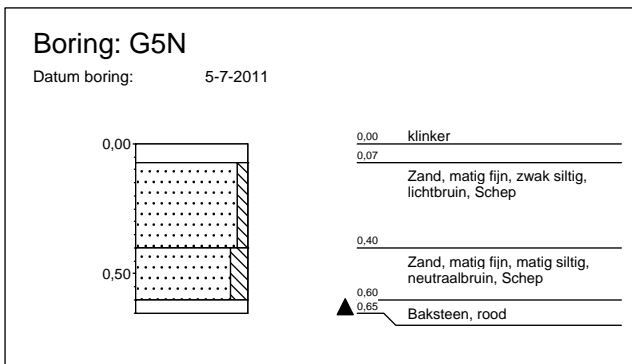 Boring: G5N
Datum boring: 5-7-2011
0,00
0,50
0,00 klinker
0,07
Zand, matig fijn, zwak siltig,
lichtbruin, Schep
0,40
Zand, matig fijn, matig siltig,
neutraalbruin, Schep
0,60
0,65
Baksteen, rood